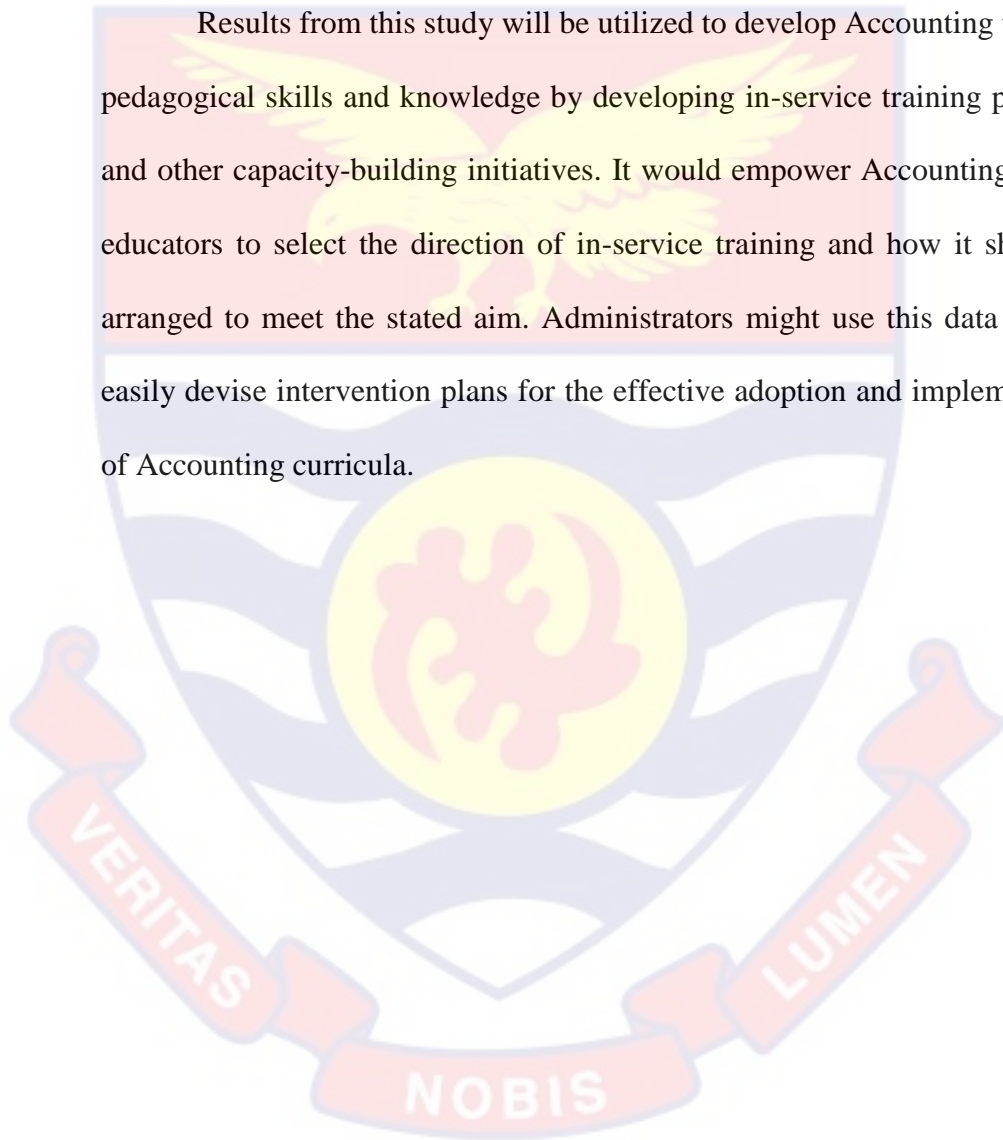 Results from this study will be utilized to develop Accounting
pedagogical skills and knowledge by developing in-service training
and other capacity-building initiatives. It would empower Accounting
educators to select the direction of in-service training and how it
arranged to meet the stated aim. Administrators might use this data
easily devise intervention plans for the effective adoption and
of Accounting curricula.
VERITAS
NOBIS
LUMEN